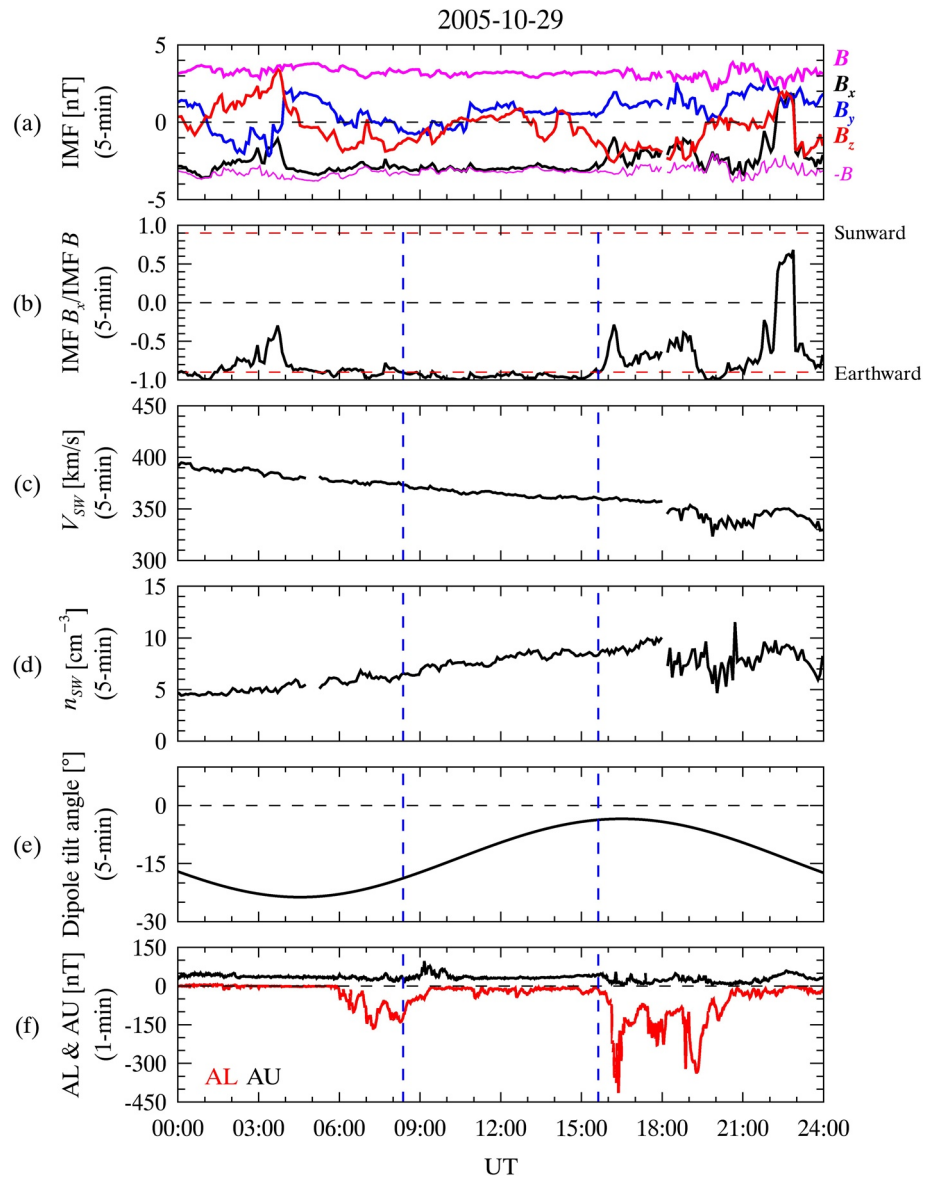 2005-10-29
(a)
IMF [nT]
(5-min)
5
0
-5
B
Bₓ
Bᵧ
B_z
-B
(b)
IMF Bₓ/IMF B
(5-min)
1.0
0.5
0.0
-0.5
-1.0
Sunward
Earthward
(c)
V_SW [km/s]
(5-min)
450
400
350
300
(d)
n_SW [cm⁻³]
(5-min)
15
10
5
0
(e)
Dipole tilt angle [°]
(5-min)
0
-15
-30
(f)
AL & AU [nT]
(1-min)
150
0
-150
-300
-450
AL AU
00:00 03:00 06:00 09:00 12:00 15:00 18:00 21:00 24:00
UT